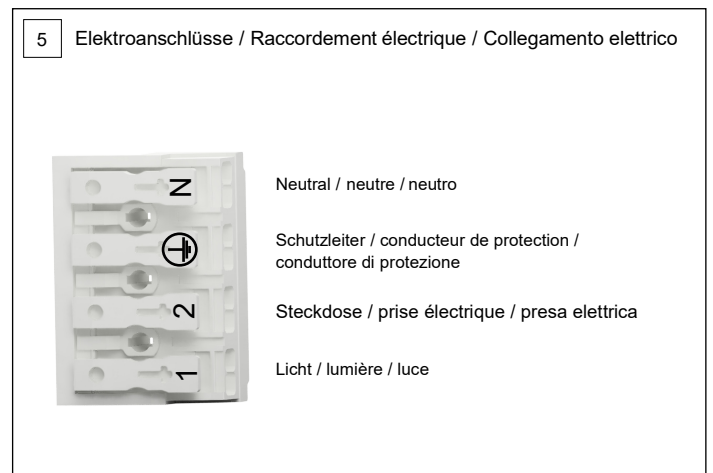 5
Elektroanschlüsse / Raccordement électrique / Collegamento elettrico
N
Neutral / neutre / neutro
Schutzleiter / conducteur de protection /
conduttore di protezione
2
Steckdose / prise électrique / presa elettrica
1
Licht / lumière / luce